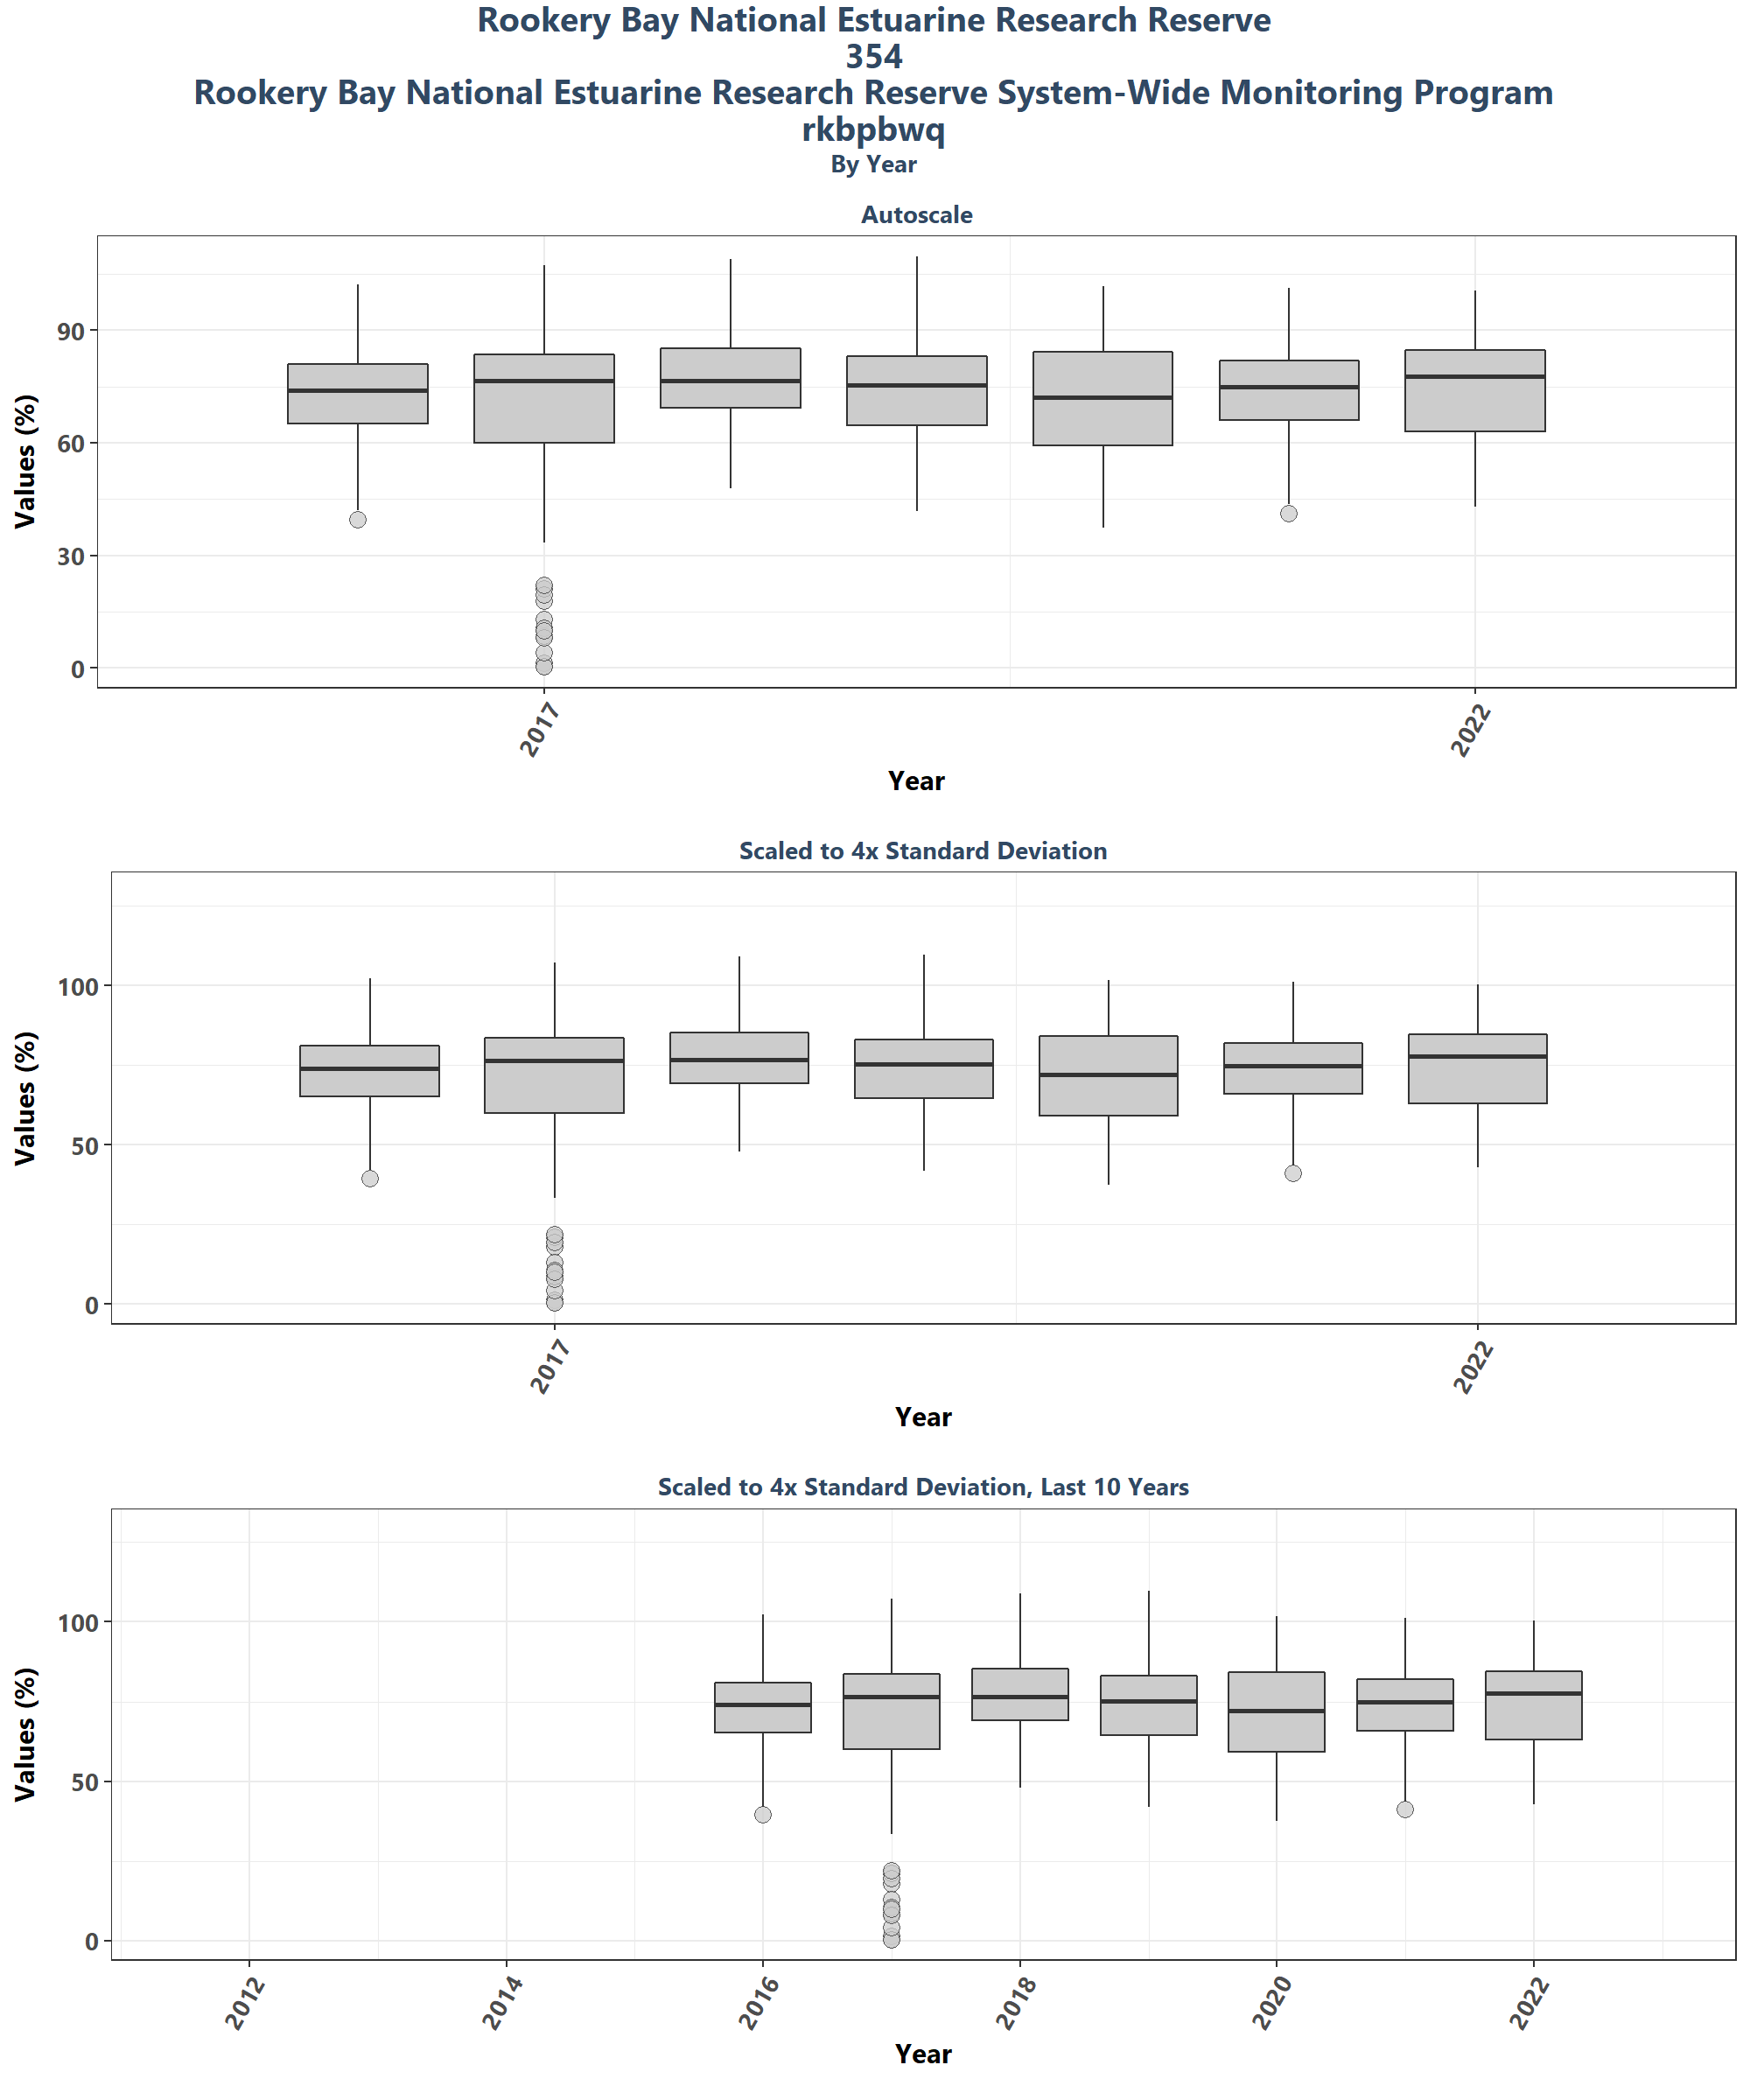 Rookery Bay National Estuarine Research Reserve
354
Rookery Bay National Estuarine Research Reserve System-Wide Monitoring Program
rkbpbwq
By Year
Autoscale
Values (%)
90
60
30
0
2017
2022
Year
Scaled to 4x Standard Deviation
Values (%)
100
50
0
2017
2022
Year
Scaled to 4x Standard Deviation, Last 10 Years
Values (%)
100
50
0
2012
2014
2016
2018
2020
2022
Year